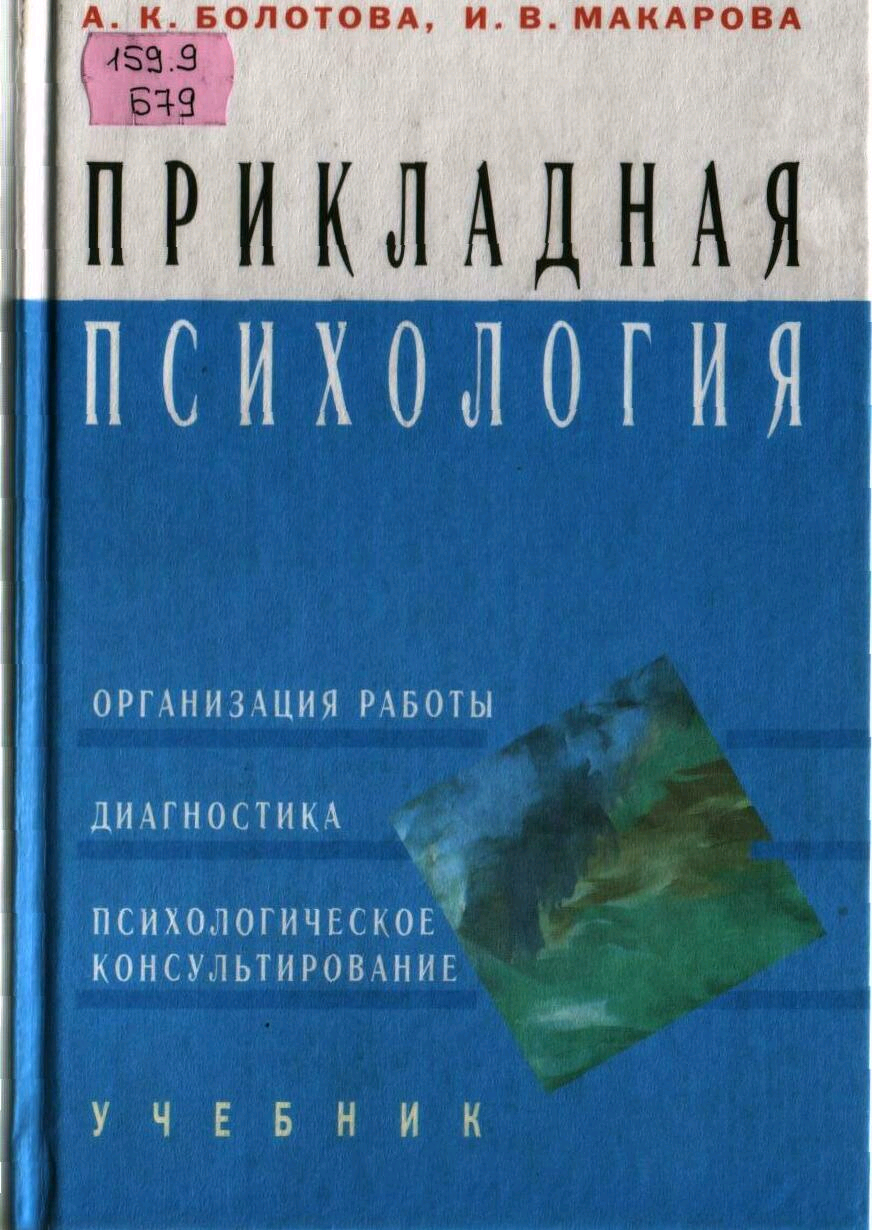 А. К. БОЛОТОВА, И. В. МАКАРОВА
159.9
Б79
ПРИКЛАДНАЯ
ПСИХОЛОГИЯ
ОРГАНИЗАЦИЯ РАБОТЫ
ДИАГНОСТИКА
ПСИХОЛОГИЧЕСКОЕ
КОНСУЛЬТИРОВАНИЕ
УЧЕБНИК